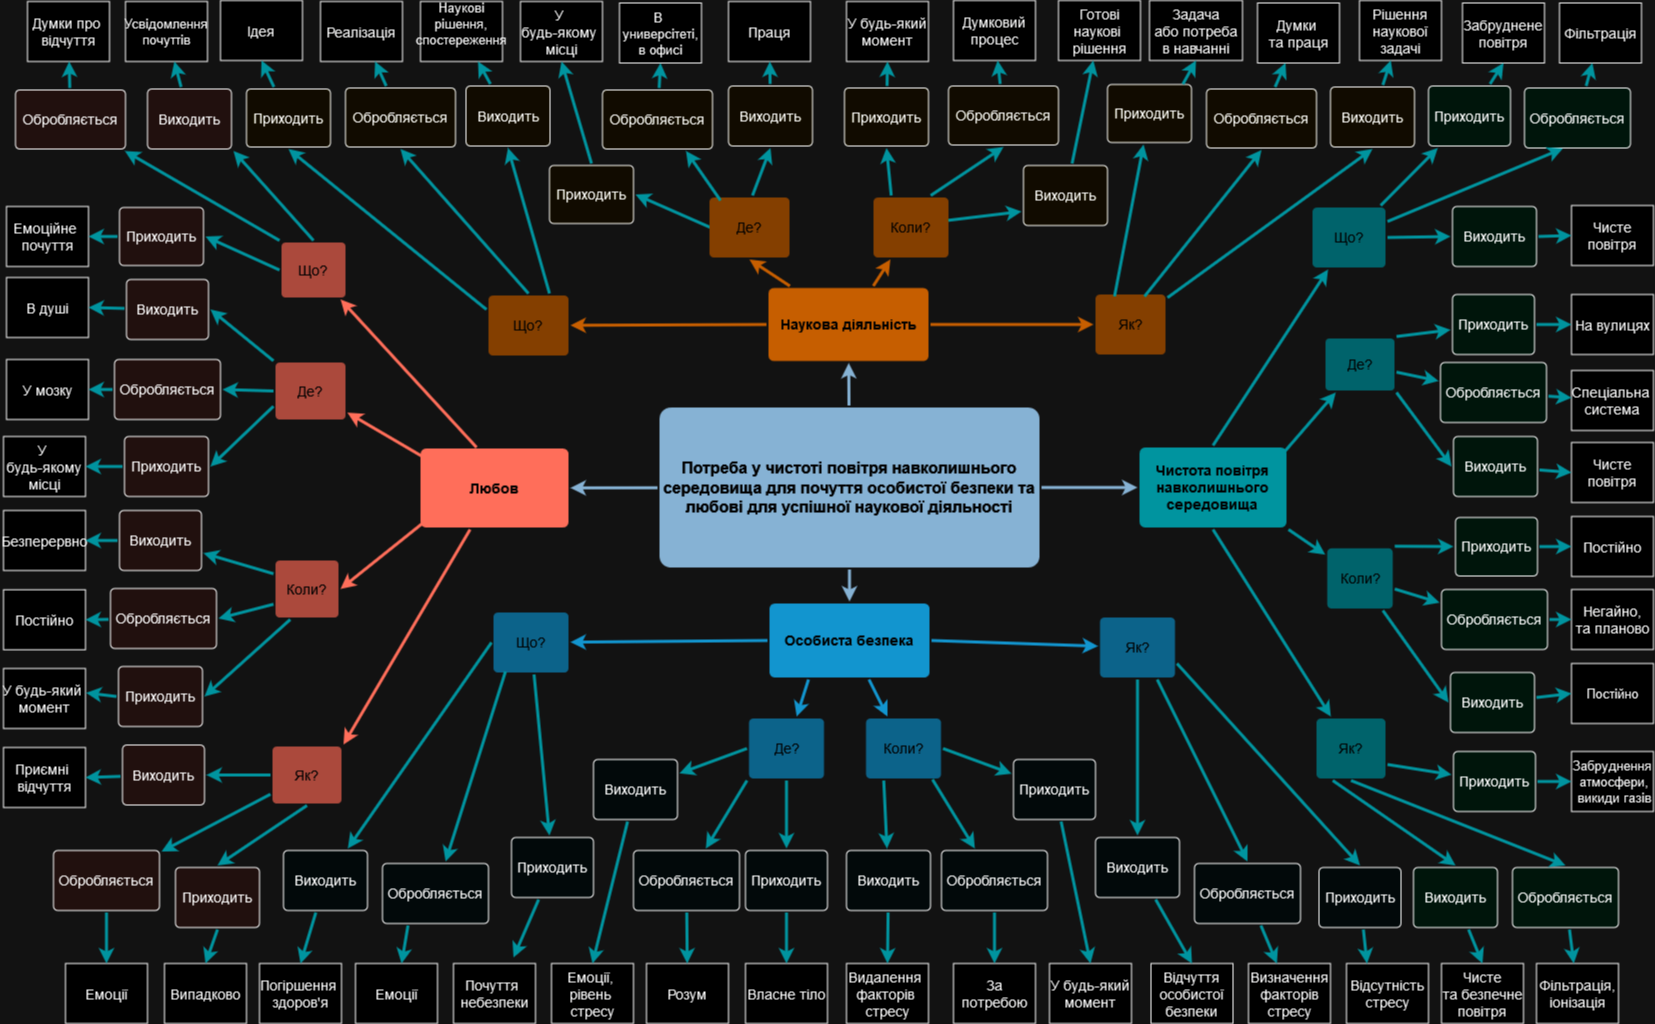 Думки про
відчуття
Усвідомлення
почуттів
Ідея
Реалізація
Наукові
рішення,
спостереження
У
будь-якому
місці
В
університеті,
в офисі
Праця
У будь-який
момент
Думковий
процес
Готові
наукові
рішення
Задача
або потреба
в навчанні
Думки
та праця
Рішення
наукової
задачі
Забруднене
повітря
Фільтрація
Обробляється
Виходить
Приходить
Обробляється
Виходить
Обробляється
Виходить
Приходить
Обробляється
Приходить
Обробляється
Виходить
Приходить
Обробляється
Приходить
Виходить
Емоційне
почуття
Приходить
Що?
Де?
Коли?
Що?
Виходить
Чисте
повітря
В душі
Виходить
Що?
Наукова діяльність
Як?
Приходить
На вулицях
Де?
У мозку
Обробляється
Де?
Обробляється
Спеціальна
система
У
будь-якому
місці
Приходить
Виходить
Чисте
повітря
Любов
Потреба у чистоті повітря навколишнього
середовища для почуття особистої безпеки та
любові для успішної наукової діяльності
Чистота повітря
навколишнього
середовища
Безперервно
Виходить
Приходить
Постійно
Коли?
Коли?
Постійно
Обробляється
Обробляється
Негайно,
та планово
Що?
Особиста безпека
Як?
У будь-який
момент
Приходить
Виходить
Постійно
Де?
Коли?
Як?
Приємні
відчуття
Виходить
Як?
Виходить
Приходить
Приходить
Забруднення
атмосфери,
викиди газів
Обробляється
Приходить
Виходить
Обробляється
Приходить
Обробляється
Приходить
Виходить
Обробляється
Виходить
Обробляється
Приходить
Виходить
Обробляється
Емоції
Випадково
Погіршення
здоров'я
Емоції
Почуття
небезпеки
Емоції,
рівень
стресу
Розум
Власне тіло
Видалення
факторів
стресу
За
потребою
У будь-який
момент
Відчуття
особистої
безпеки
Визначення
факторів
стресу
Відсутність
стресу
Чисте
та безпечне
повітря
Фільтрація,
іонізація